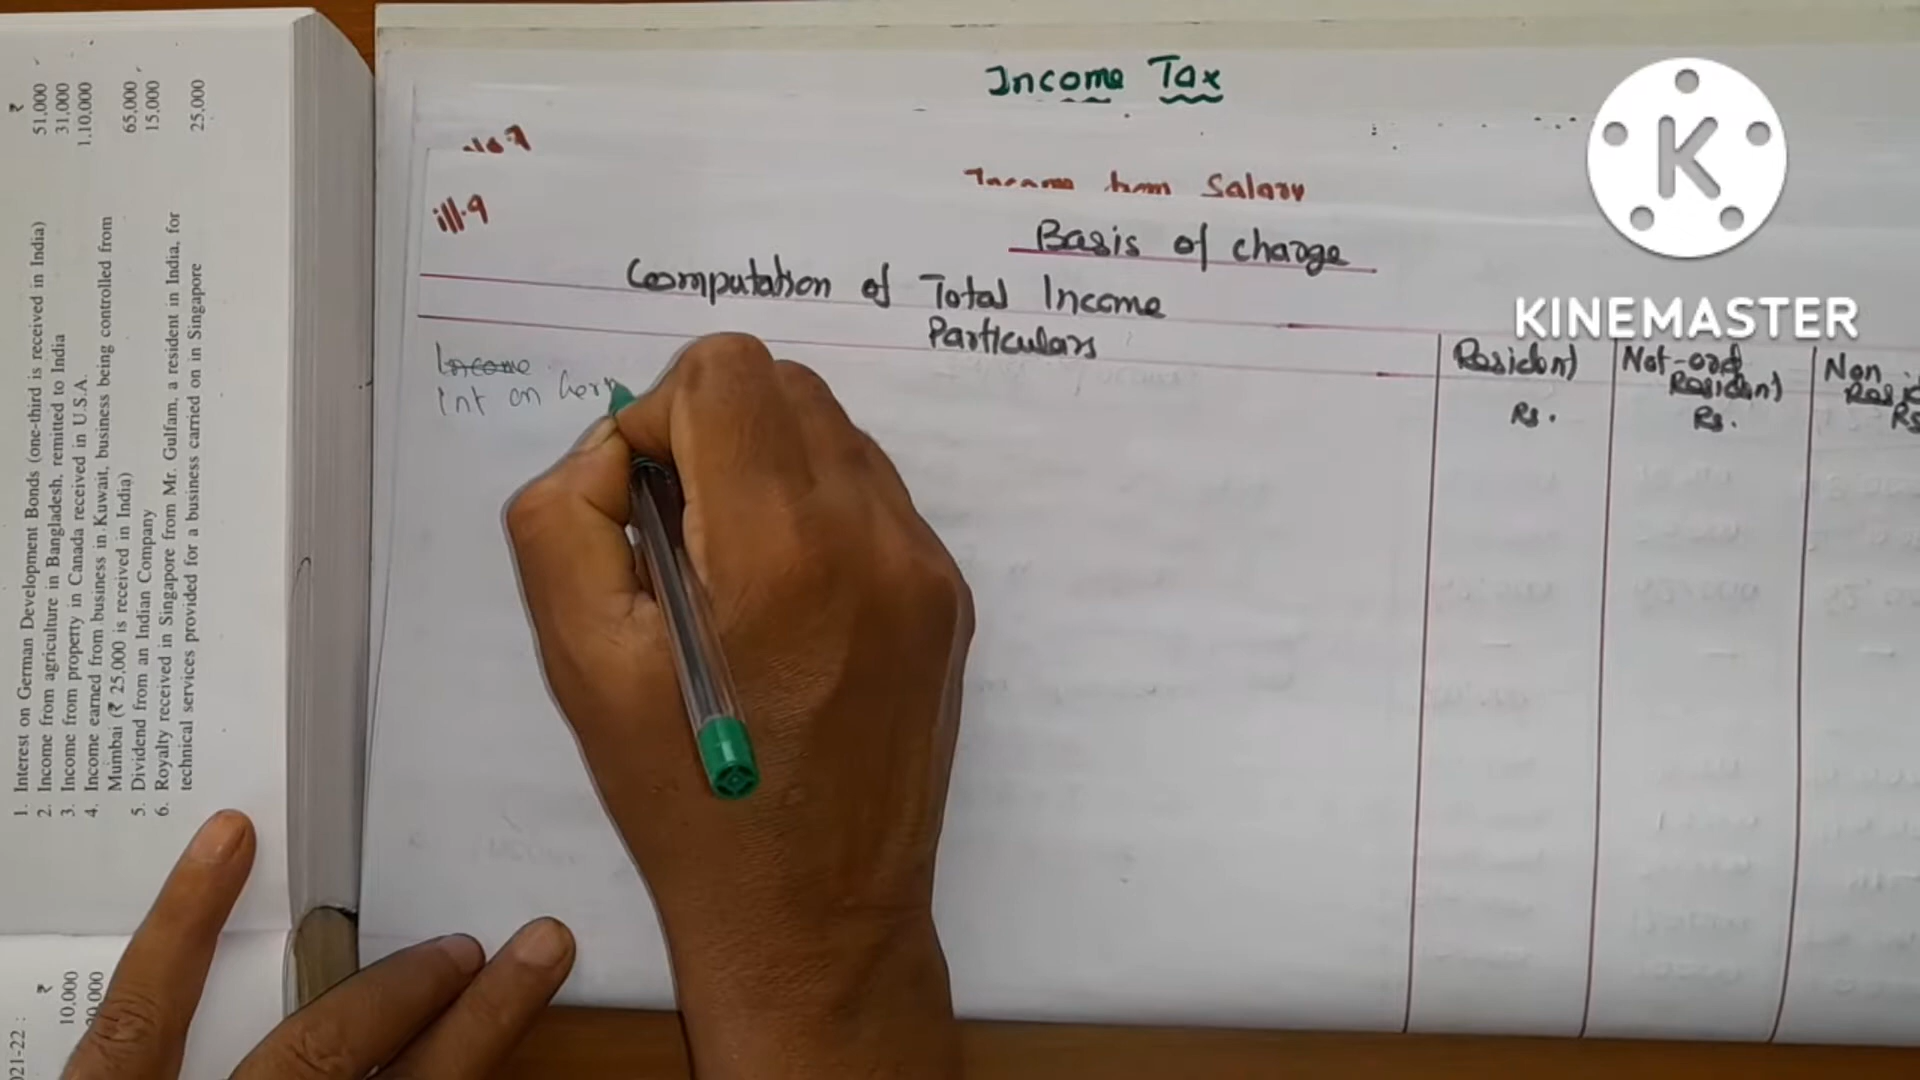 1. Interest on German Development Bonds (one-third is received in India) 51,000
2. Income from agriculture in Bangladesh, remitted to India 31,000
3. Income from property in Canada received in U.S.A. 1,10,000
4. Income earned from business in Kuwait, business being controlled from
Mumbai (₹ 25,000 is received in India) 65,000
5. Dividend from an Indian Company 15,000
6. Royalty received in Singapore from Mr. Gulfam, a resident in India, for
technical services provided for a business carried on in Singapore 25,000
₹
021-22 :
₹
10,000
Income Tax
Income from Salary
ill.9
Basis of charge
Computation of Total Income
Particulars
Resident
Rs.
Not-ord
Resident
Rs.
Non
Rs
Income
Int on Ger
K
KINEMASTER